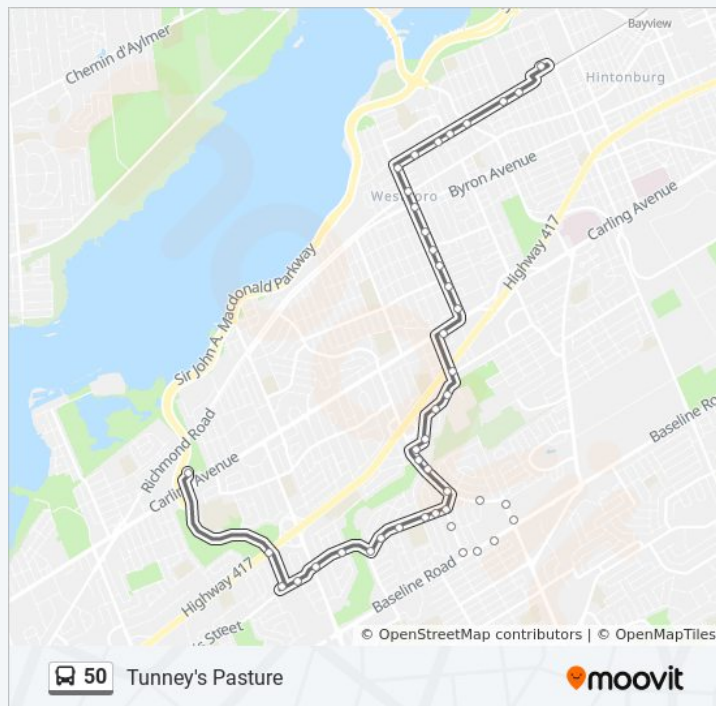 Bayview
Chemin d'Aylmer
Hintonburg
Byron Avenue
Westboro
Carling Avenue
Highway 417
Sir John A. Macdonald Parkway
Richmond Road
Baseline Ro
Carling Avenue
Highway 417
Baseline Road
s Street
© OpenStreetMap contributors | © OpenMapTiles
50 Tunney's Pasture
moovit